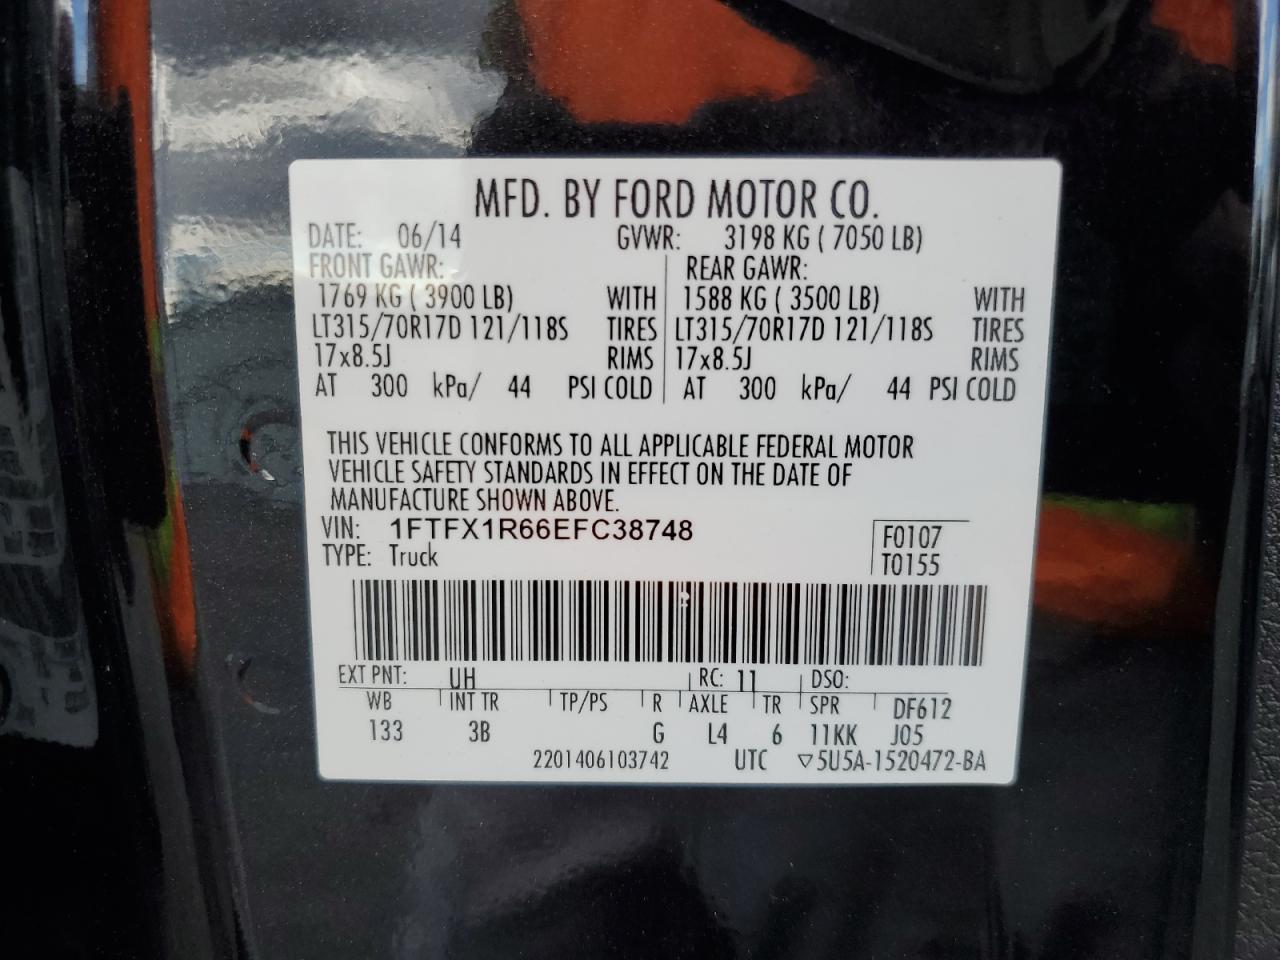 MFD. BY FORD MOTOR CO.
DATE: 06/14 GVWR: 3198 KG ( 7050 LB)
FRONT GAWR: REAR GAWR:
1769 KG ( 3900 LB) WITH 1588 KG ( 3500 LB) WITH
LT315/70R17D 121/118S TIRES LT315/70R17D 121/118S TIRES
17x8.5J RIMS 17x8.5J RIMS
AT 300 kPa/ 44 PSI COLD AT 300 kPa/ 44 PSI COLD
THIS VEHICLE CONFORMS TO ALL APPLICABLE FEDERAL MOTOR
VEHICLE SAFETY STANDARDS IN EFFECT ON THE DATE OF
MANUFACTURE SHOWN ABOVE.
VIN: 1FTFX1R66EFC38748 F0107
TYPE: Truck T0155
EXT PNT: UH RC: 11 DSO:
WB INT TR TP/PS R AXLE TR SPR DF612
133 3B G L4 6 11KK J05
2201406103742 UTC ▽5U5A-1520472-BA